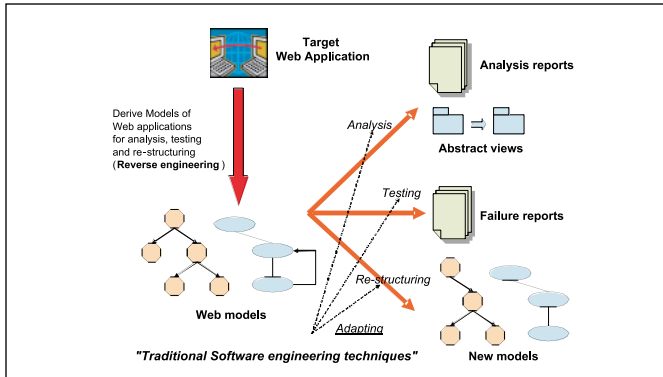 Target
Web Application
Derive Models of
Web applications
for analysis, testing
and re-structuring
(Reverse engineering )
Analysis
Analysis reports
Abstract views
Testing
Failure reports
Re-structuring
Web models
Adapting
New models
"Traditional Software engineering techniques"